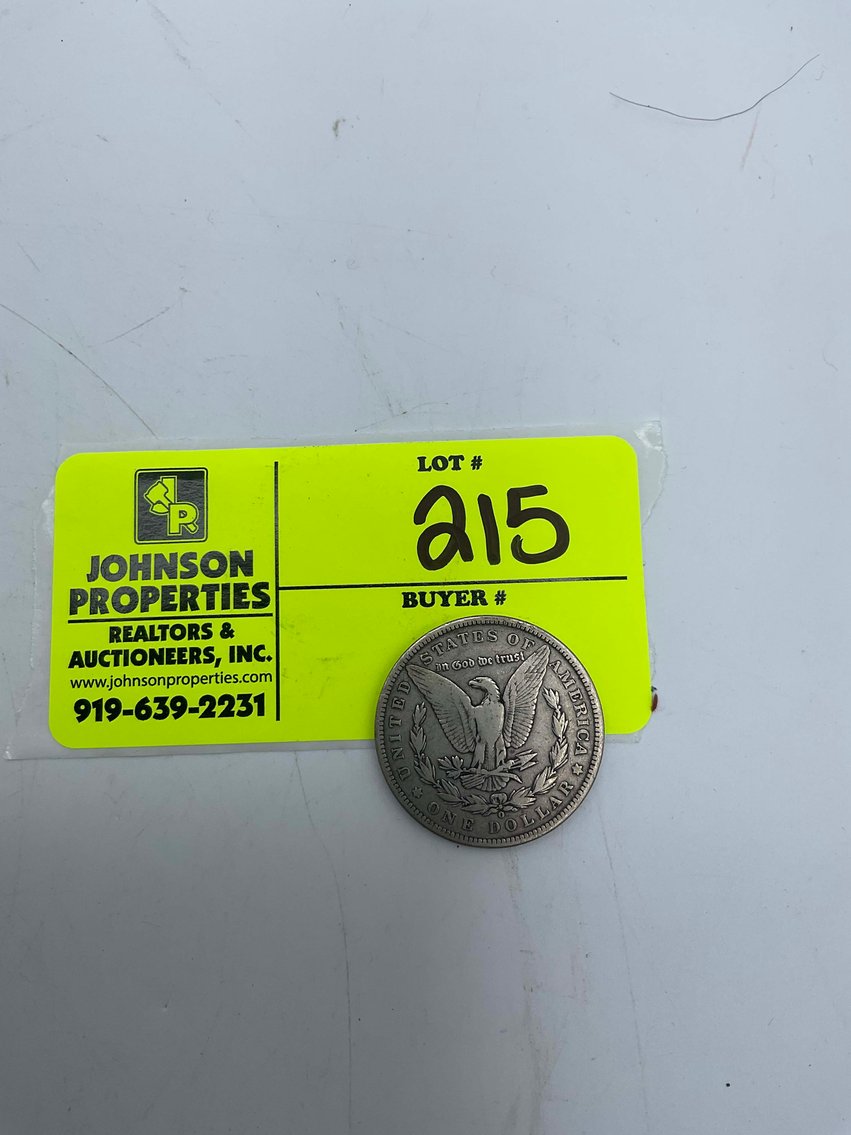 JR
JOHNSON
PROPERTIES
REALTORS &
AUCTIONEERS, INC.
www.johnsonproperties.com
919-639-2231
LOT #
215
BUYER #
UNITED STATES OF AMERICA
In God we trust
O
ONE DOLLAR